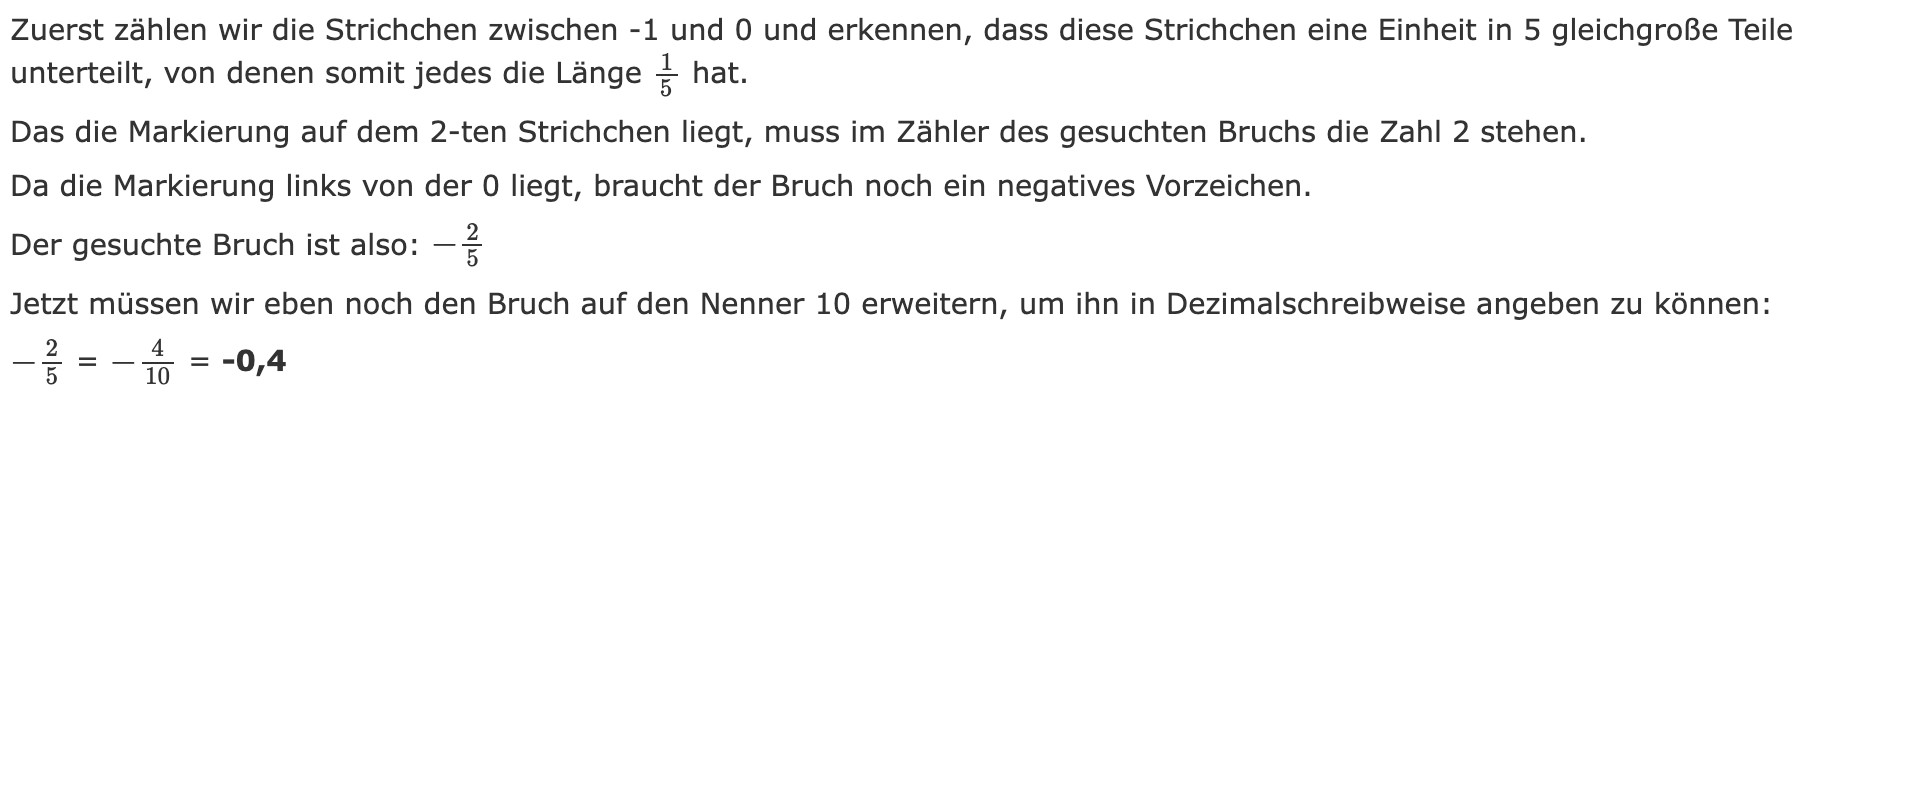 Zuerst zählen wir die Strichchen zwischen -1 und 0 und erkennen, dass diese Strichchen eine Einheit in 5 gleichgroße Teile
unterteilt, von denen somit jedes die Länge 1/5 hat.
Das die Markierung auf dem 2-ten Strichchen liegt, muss im Zähler des gesuchten Bruchs die Zahl 2 stehen.
Da die Markierung links von der 0 liegt, braucht der Bruch noch ein negatives Vorzeichen.
Der gesuchte Bruch ist also: −2/5
Jetzt müssen wir eben noch den Bruch auf den Nenner 10 erweitern, um ihn in Dezimalschreibweise angeben zu können:
−2/5 = −4/10 = -0,4